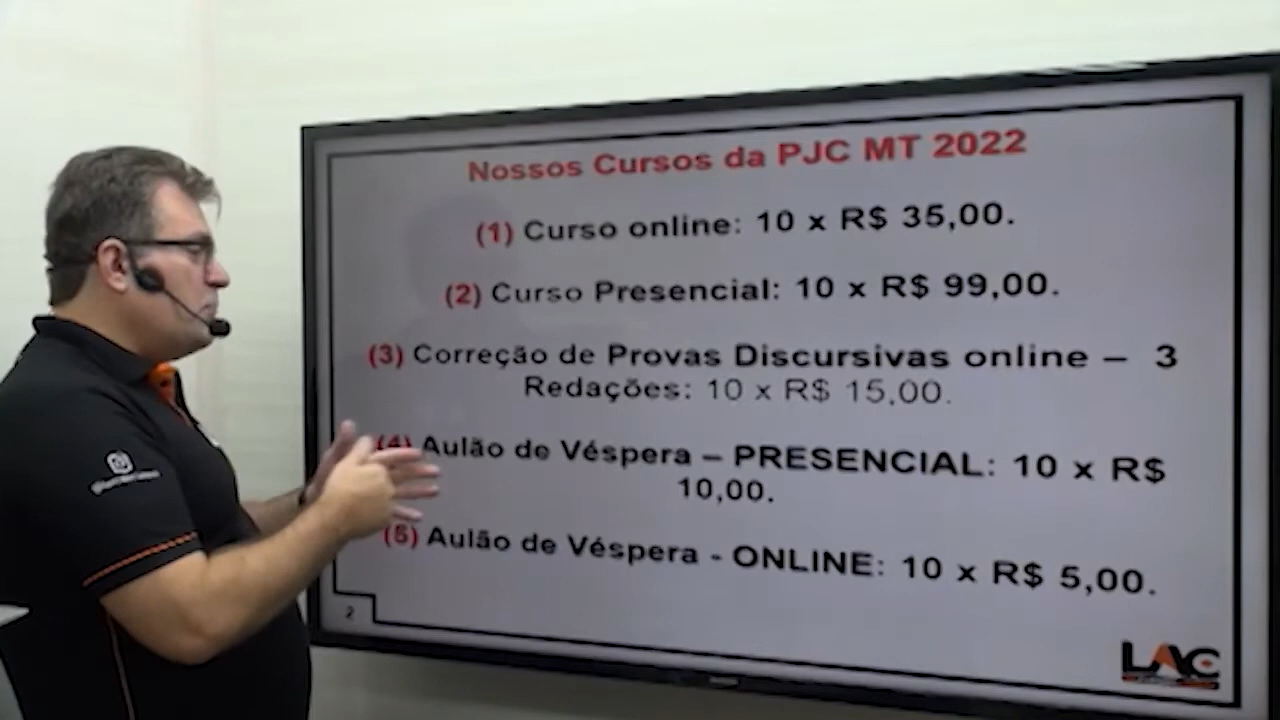 Nossos Cursos da PJC MT 2022
(1) Curso online: 10 x R$ 35,00.
(2) Curso Presencial: 10 x R$ 99,00.
(3) Correção de Provas Discursivas online – 3
Redações: 10 x R$ 15,00.
(4) Aulão de Véspera – PRESENCIAL: 10 x R$
10,00.
(5) Aulão de Véspera - ONLINE: 10 x R$ 5,00.
2
LAC